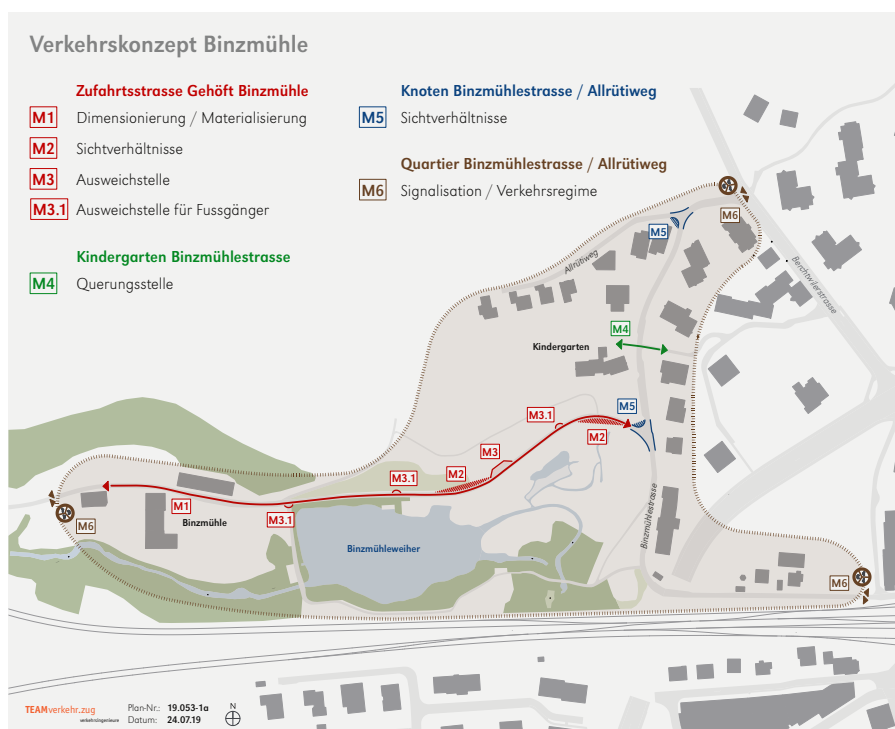 Verkehrskonzept Binzmühle
Zufahrtsstrasse Gehöft Binzmühle
M1 Dimensionierung / Materialisierung
M2 Sichtverhältnisse
M3 Ausweichstelle
M3.1 Ausweichstelle für Fussgänger
Kindergarten Binzmühlestrasse
M4 Querungsstelle
Knoten Binzmühlestrasse / Allrütiweg
M5 Sichtverhältnisse
Quartier Binzmühlestrasse / Allrütiweg
M6 Signalisation / Verkehrsregime
M6
M5
Allrütiweg
Berchtwilerstrasse
M4
Kindergarten
M5
M3.1
M2
M3
M2
M3.1
M1
M3.1
Binzmühle
M6
Binzmühleweiher
Binzmühlestrasse
M6
TEAMverkehr.zug
verkehrsingenieure
Plan-Nr.: 19.053-1a
Datum: 24.07.19
N